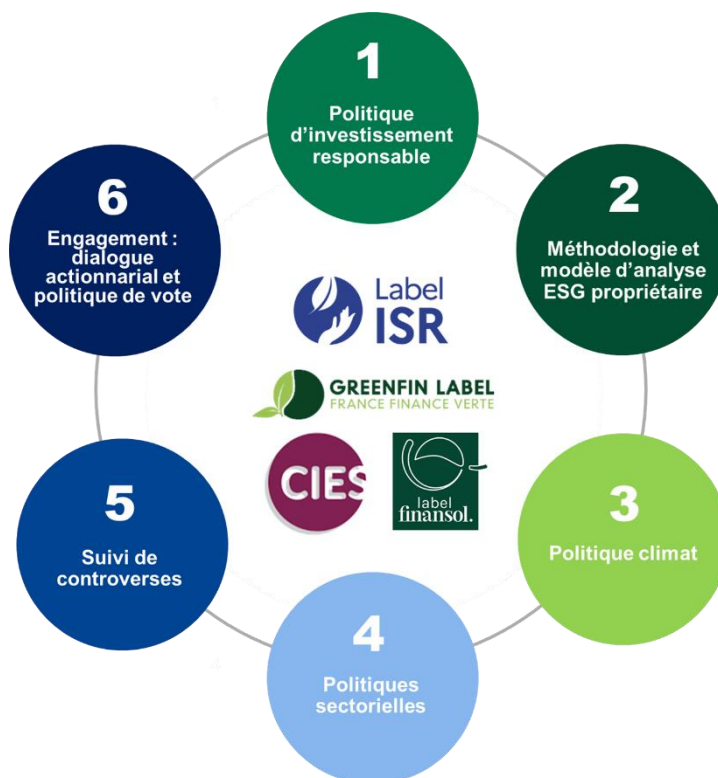 1
Politique
d'investissement
responsable
2
Méthodologie et
modèle d'analyse
ESG propriétaire
3
Politique climat
4
Politiques
sectorielles
5
Suivi de
controverses
6
Engagement :
dialogue
actionnarial et
politique de vote
Label
ISR
GREENFIN LABEL
FRANCE FINANCE VERTE
CIES
label
finansol.